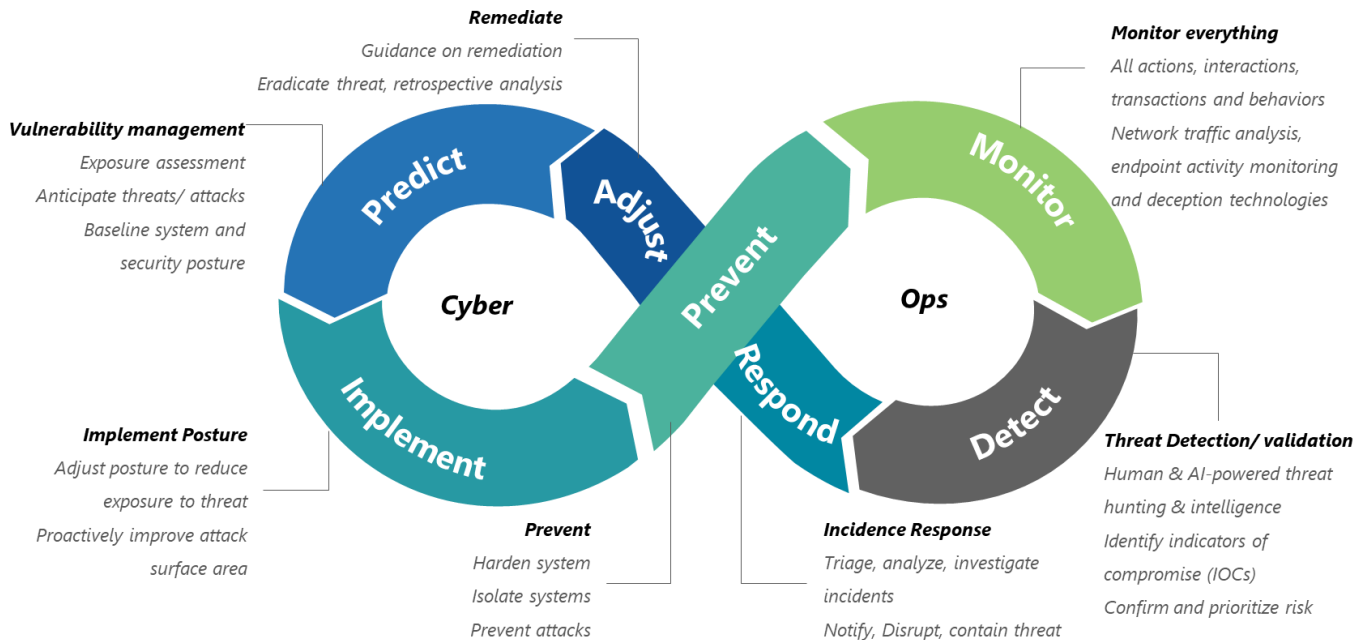 Remediate
Guidance on remediation
Eradicate threat, retrospective analysis
Monitor everything
All actions, interactions,
transactions and behaviors
Network traffic analysis,
endpoint activity monitoring
and deception technologies
Vulnerability management
Exposure assessment
Anticipate threats/ attacks
Baseline system and
security posture
Predict
Adjust
Prevent
Monitor
Cyber
Ops
Implement
Respond
Detect
Implement Posture
Adjust posture to reduce
exposure to threat
Proactively improve attack
surface area
Prevent
Harden system
Isolate systems
Prevent attacks
Incidence Response
Triage, analyze, investigate
incidents
Notify, Disrupt, contain threat
Threat Detection/ validation
Human & AI-powered threat
hunting & intelligence
Identify indicators of
compromise (IOCs)
Confirm and prioritize risk